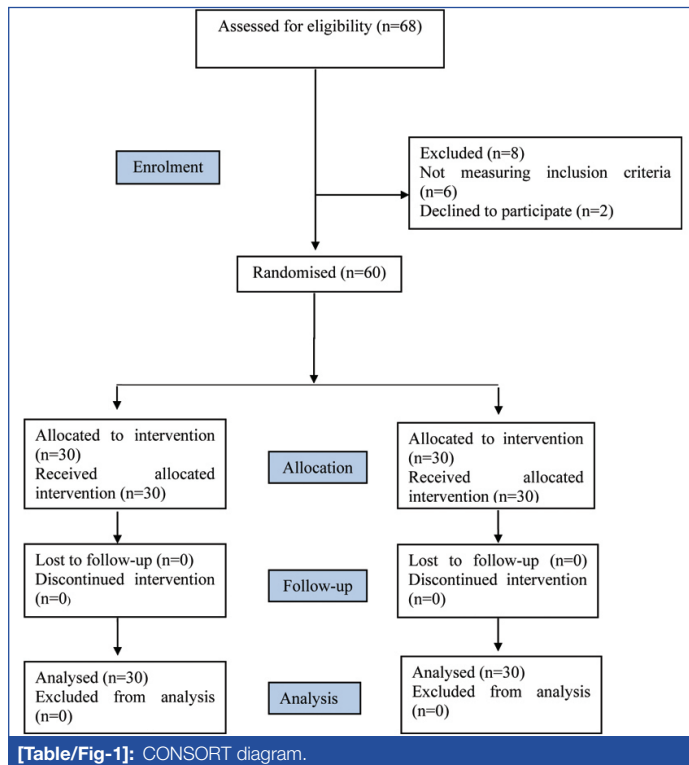 Assessed for eligibility (n=68)
Enrolment
Excluded (n=8)
Not measuring inclusion criteria
(n=6)
Declined to participate (n=2)
Randomised (n=60)
Allocated to intervention
(n=30)
Received allocated
intervention (n=30)
Allocation
Allocated to intervention
(n=30)
Received allocated
intervention (n=30)
Lost to follow-up (n=0)
Discontinued intervention
(n=0)
Follow-up
Lost to follow-up (n=0)
Discontinued intervention
(n=0)
Analysed (n=30)
Excluded from analysis
(n=0)
Analysis
Analysed (n=30)
Excluded from analysis
(n=0)
[Table/Fig-1]: CONSORT diagram.